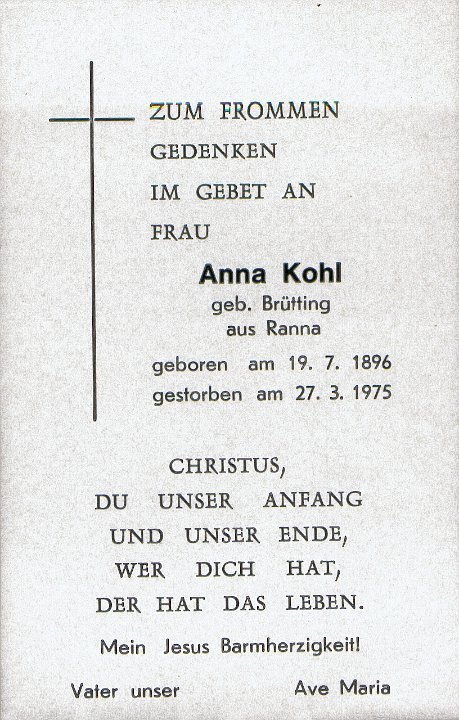 ZUM FROMMEN
GEDENKEN
IM GEBET AN
FRAU
Anna Kohl
geb. Brütting
aus Ranna
geboren am 19. 7. 1896
gestorben am 27. 3. 1975
CHRISTUS,
DU UNSER ANFANG
UND UNSER ENDE,
WER DICH HAT,
DER HAT DAS LEBEN.
Mein Jesus Barmherzigkeit!
Vater unser Ave Maria